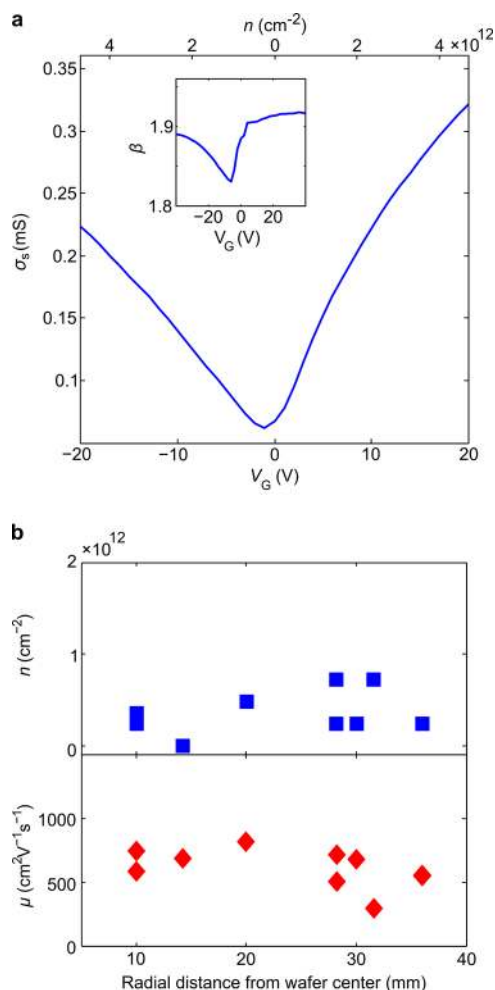 a
n (cm⁻²)
4 2 0 2 4 ×10¹²
0.35
0.3
0.25
0.2
0.15
0.1
σₛ (mS)
1.9
1.8
β
−20 0 20
V_G (V)
−20 −10 0 10 20
V_G (V)
b
×10¹²
2
1
0
n (cm⁻²)
1000
500
0
μ (cm²V⁻¹s⁻¹)
10 20 30 40
Radial distance from wafer center (mm)